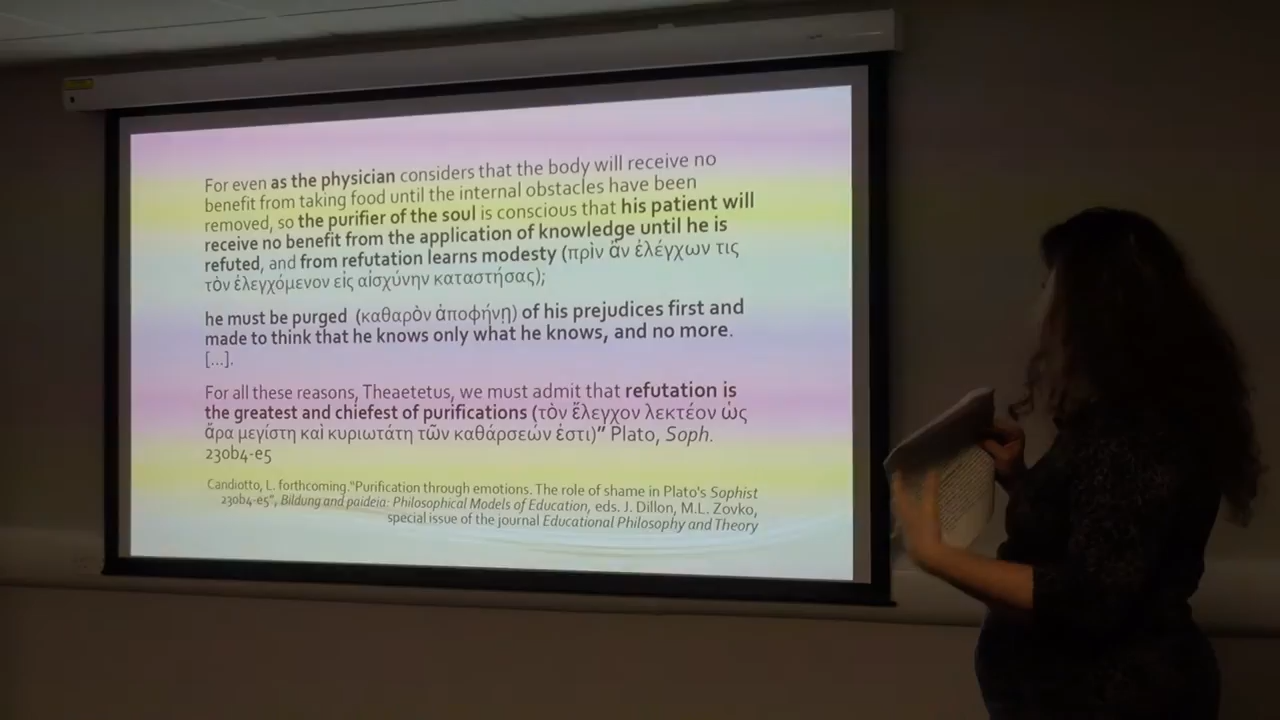 For even as the physician considers that the body will receive no
benefit from taking food until the internal obstacles have been
removed, so the purifier of the soul is conscious that his patient will
receive no benefit from the application of knowledge until he is
refuted, and from refutation learns modesty (πρὶν ἂν ἐλέγχων τις
τὸν ἐλεγχόμενον εἰς αἰσχύνην καταστήσας);
he must be purged (καθαρὸν ἀποφήνῃ) of his prejudices first and
made to think that he knows only what he knows, and no more.
[...].
For all these reasons, Theaetetus, we must admit that refutation is
the greatest and chiefest of purifications (τὸν ἔλεγχον λεκτέον ὡς
ἄρα μεγίστη καὶ κυριωτάτη τῶν καθάρσεών ἐστι)” Plato, Soph.
230b4-e5
Candiotto, L. forthcoming."Purification through emotions. The role of shame in Plato's Sophist
230b4-e5", Bildung and paideia: Philosophical Models of Education, eds. J. Dillon, M.L. Zovko,
special issue of the journal Educational Philosophy and Theory